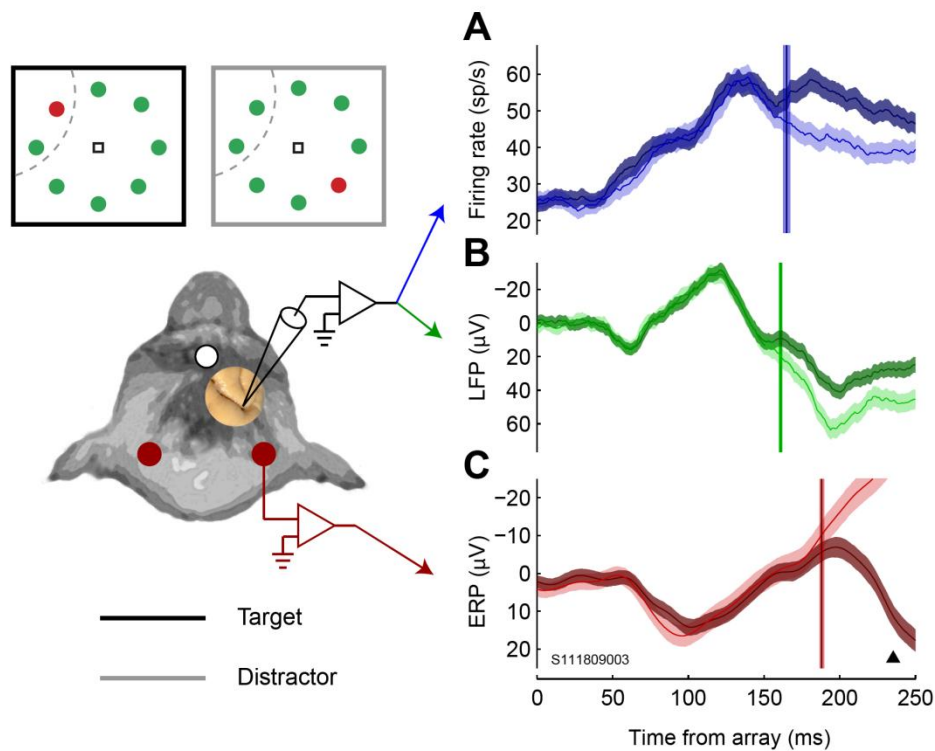 A
Firing rate (sp/s)
60
50
40
30
20
B
LFP (µV)
−20
0
20
40
60
C
ERP (µV)
−20
−10
0
10
20
S111809003
0
50
100
150
200
250
Time from array (ms)
Target
Distractor